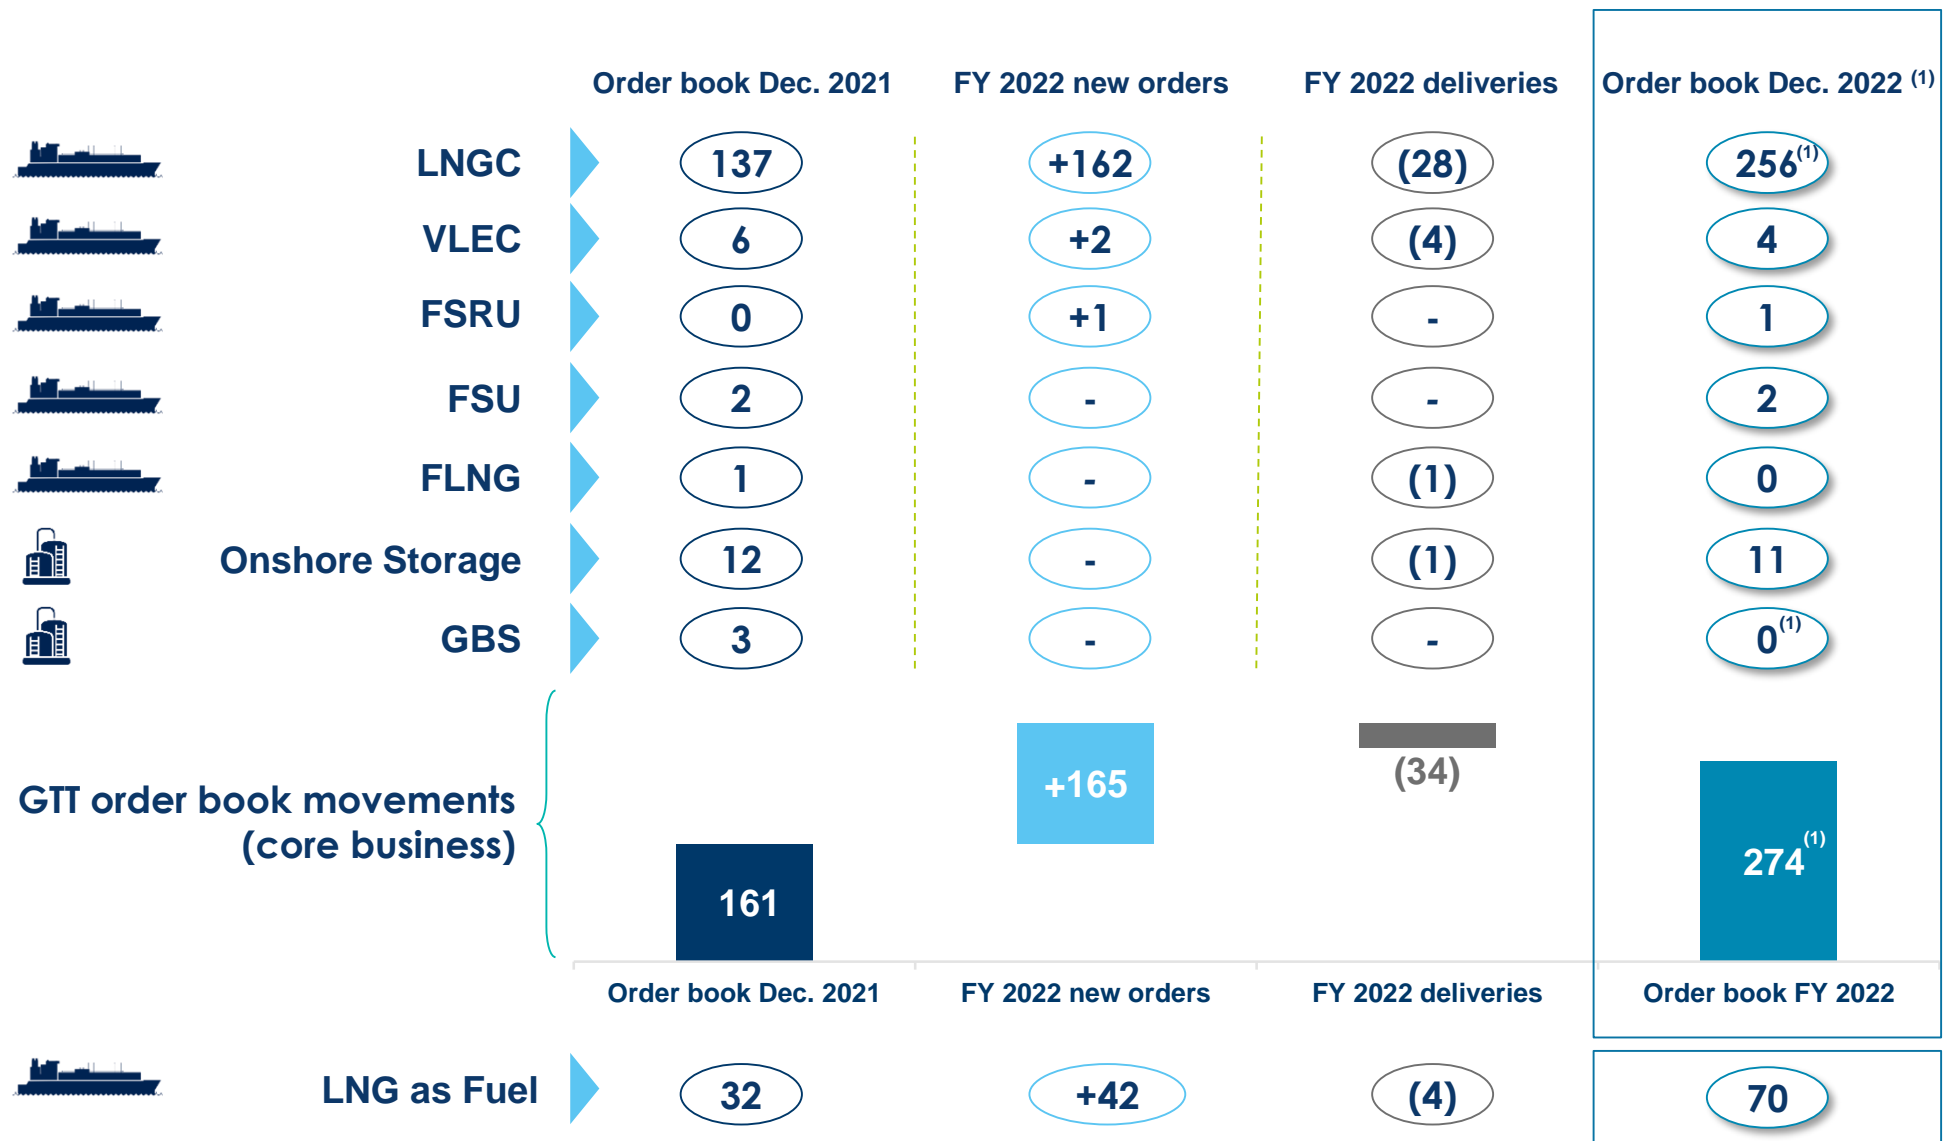 Order book Dec. 2021 FY 2022 new orders FY 2022 deliveries Order book Dec. 2022 (1)
LNGC 137 +162 (28) 256(1)
VLEC 6 +2 (4) 4
FSRU 0 +1 - 1
FSU 2 - - 2
FLNG 1 - (1) 0
Onshore Storage 12 - (1) 11
GBS 3 - - 0(1)
GTT order book movements
(core business)
161 +165 (34) 274(1)
Order book Dec. 2021 FY 2022 new orders FY 2022 deliveries Order book FY 2022
LNG as Fuel 32 +42 (4) 70